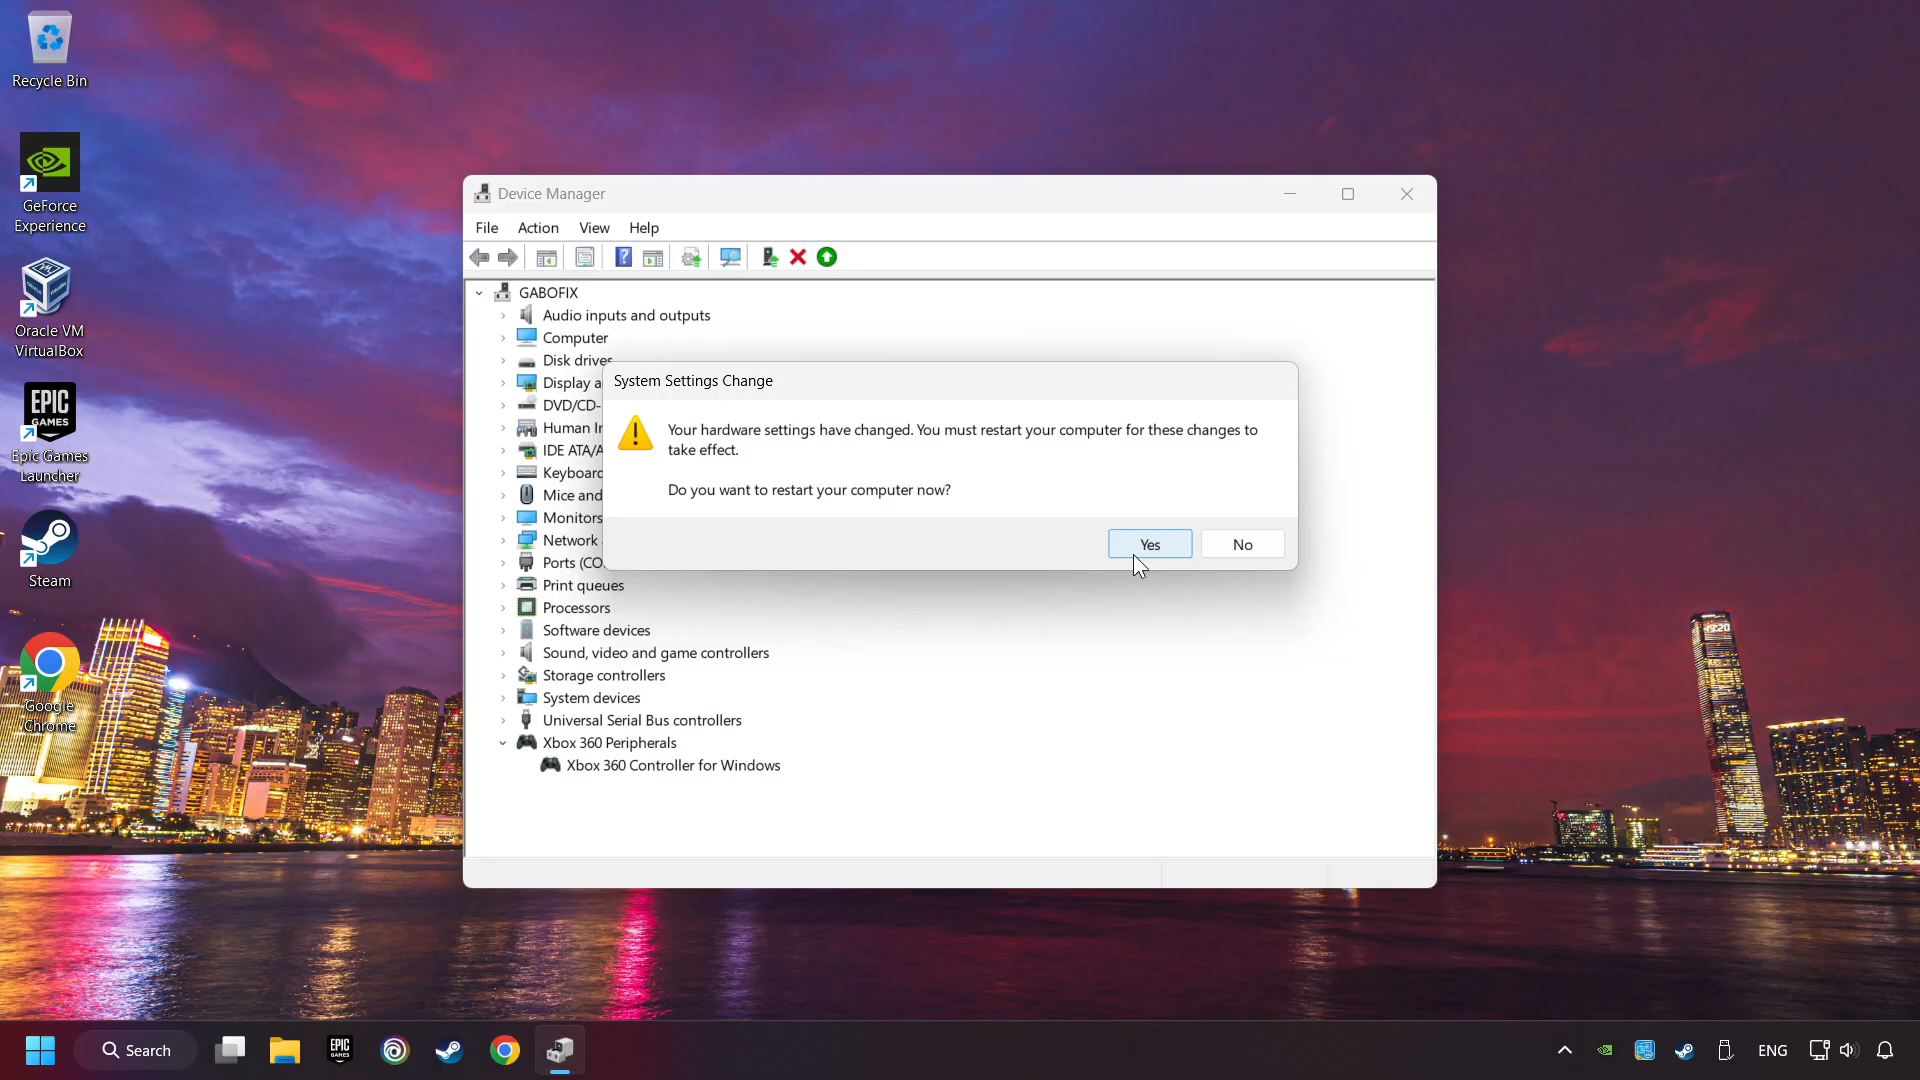 Recycle Bin
GeForce
Experience
Oracle VM
VirtualBox
EPIC
GAMES
Epic Games
Launcher
Steam
Google
Chrome
Device Manager
File Action View Help
GABOFIX
Audio inputs and outputs
Computer
Disk drives
Display a
DVD/CD-
Human In
IDE ATA/A
Keyboard
Mice and
Monitors
Network
Ports (CO
Print queues
Processors
Software devices
Sound, video and game controllers
Storage controllers
System devices
Universal Serial Bus controllers
Xbox 360 Peripherals
Xbox 360 Controller for Windows
System Settings Change
Your hardware settings have changed. You must restart your computer for these changes to
take effect.
Do you want to restart your computer now?
Yes No
Search
EPIC
GAMES
ENG